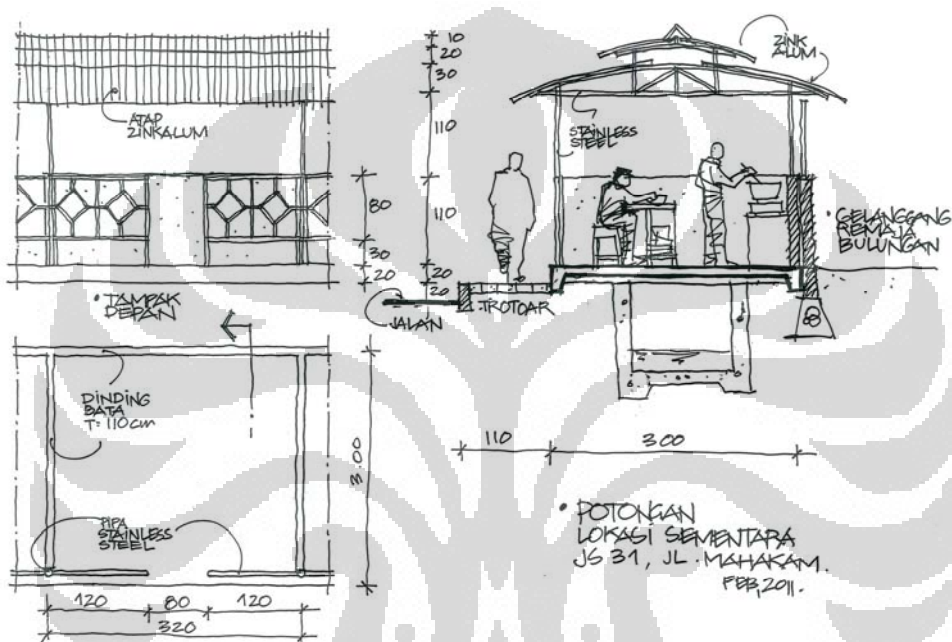 ATAP
ZINKALUM
80
30
20
TAMPAK
DEPAN
10
20
30
110
110
20
20
ZINK
ALUM
STAINLESS
STEEL
GELANGGANG
REMAJA
BULUNGAN
JALAN
TROTOAR
110
300
DINDING
BATA
T= 110cm
3.00
PIPA
STAINLESS
STEEL
120
80
120
320
POTONGAN
LOKASI SEMENTARA
JS 31, JL. MAHAKAM.
FEB, 2011.